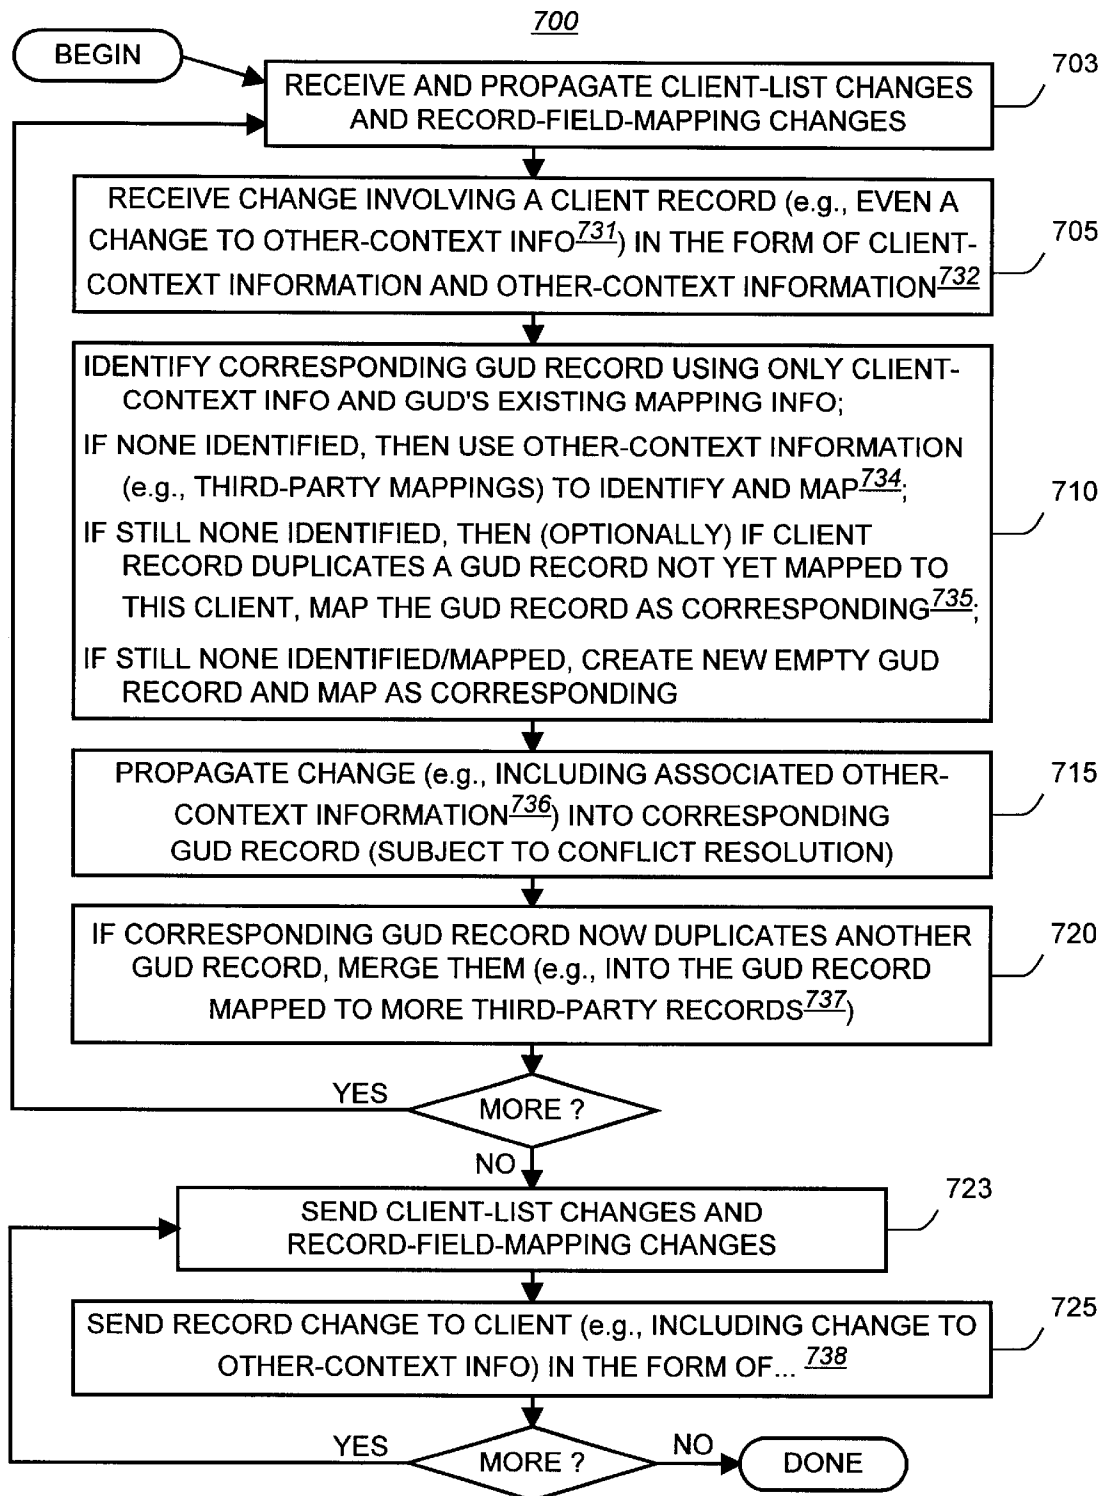 700
BEGIN
703
RECEIVE AND PROPAGATE CLIENT-LIST CHANGES
AND RECORD-FIELD-MAPPING CHANGES
RECEIVE CHANGE INVOLVING A CLIENT RECORD (e.g., EVEN A
CHANGE TO OTHER-CONTEXT INFO731) IN THE FORM OF CLIENT-
CONTEXT INFORMATION AND OTHER-CONTEXT INFORMATION732
705
IDENTIFY CORRESPONDING GUD RECORD USING ONLY CLIENT-
CONTEXT INFO AND GUD'S EXISTING MAPPING INFO;
IF NONE IDENTIFIED, THEN USE OTHER-CONTEXT INFORMATION
(e.g., THIRD-PARTY MAPPINGS) TO IDENTIFY AND MAP734;
IF STILL NONE IDENTIFIED, THEN (OPTIONALLY) IF CLIENT
RECORD DUPLICATES A GUD RECORD NOT YET MAPPED TO
THIS CLIENT, MAP THE GUD RECORD AS CORRESPONDING735;
IF STILL NONE IDENTIFIED/MAPPED, CREATE NEW EMPTY GUD
RECORD AND MAP AS CORRESPONDING
710
PROPAGATE CHANGE (e.g., INCLUDING ASSOCIATED OTHER-
CONTEXT INFORMATION736) INTO CORRESPONDING
GUD RECORD (SUBJECT TO CONFLICT RESOLUTION)
715
IF CORRESPONDING GUD RECORD NOW DUPLICATES ANOTHER
GUD RECORD, MERGE THEM (e.g., INTO THE GUD RECORD
MAPPED TO MORE THIRD-PARTY RECORDS737)
720
YES
MORE ?
NO
723
SEND CLIENT-LIST CHANGES AND
RECORD-FIELD-MAPPING CHANGES
SEND RECORD CHANGE TO CLIENT (e.g., INCLUDING CHANGE TO
OTHER-CONTEXT INFO) IN THE FORM OF... 738
725
YES
MORE ?
NO
DONE